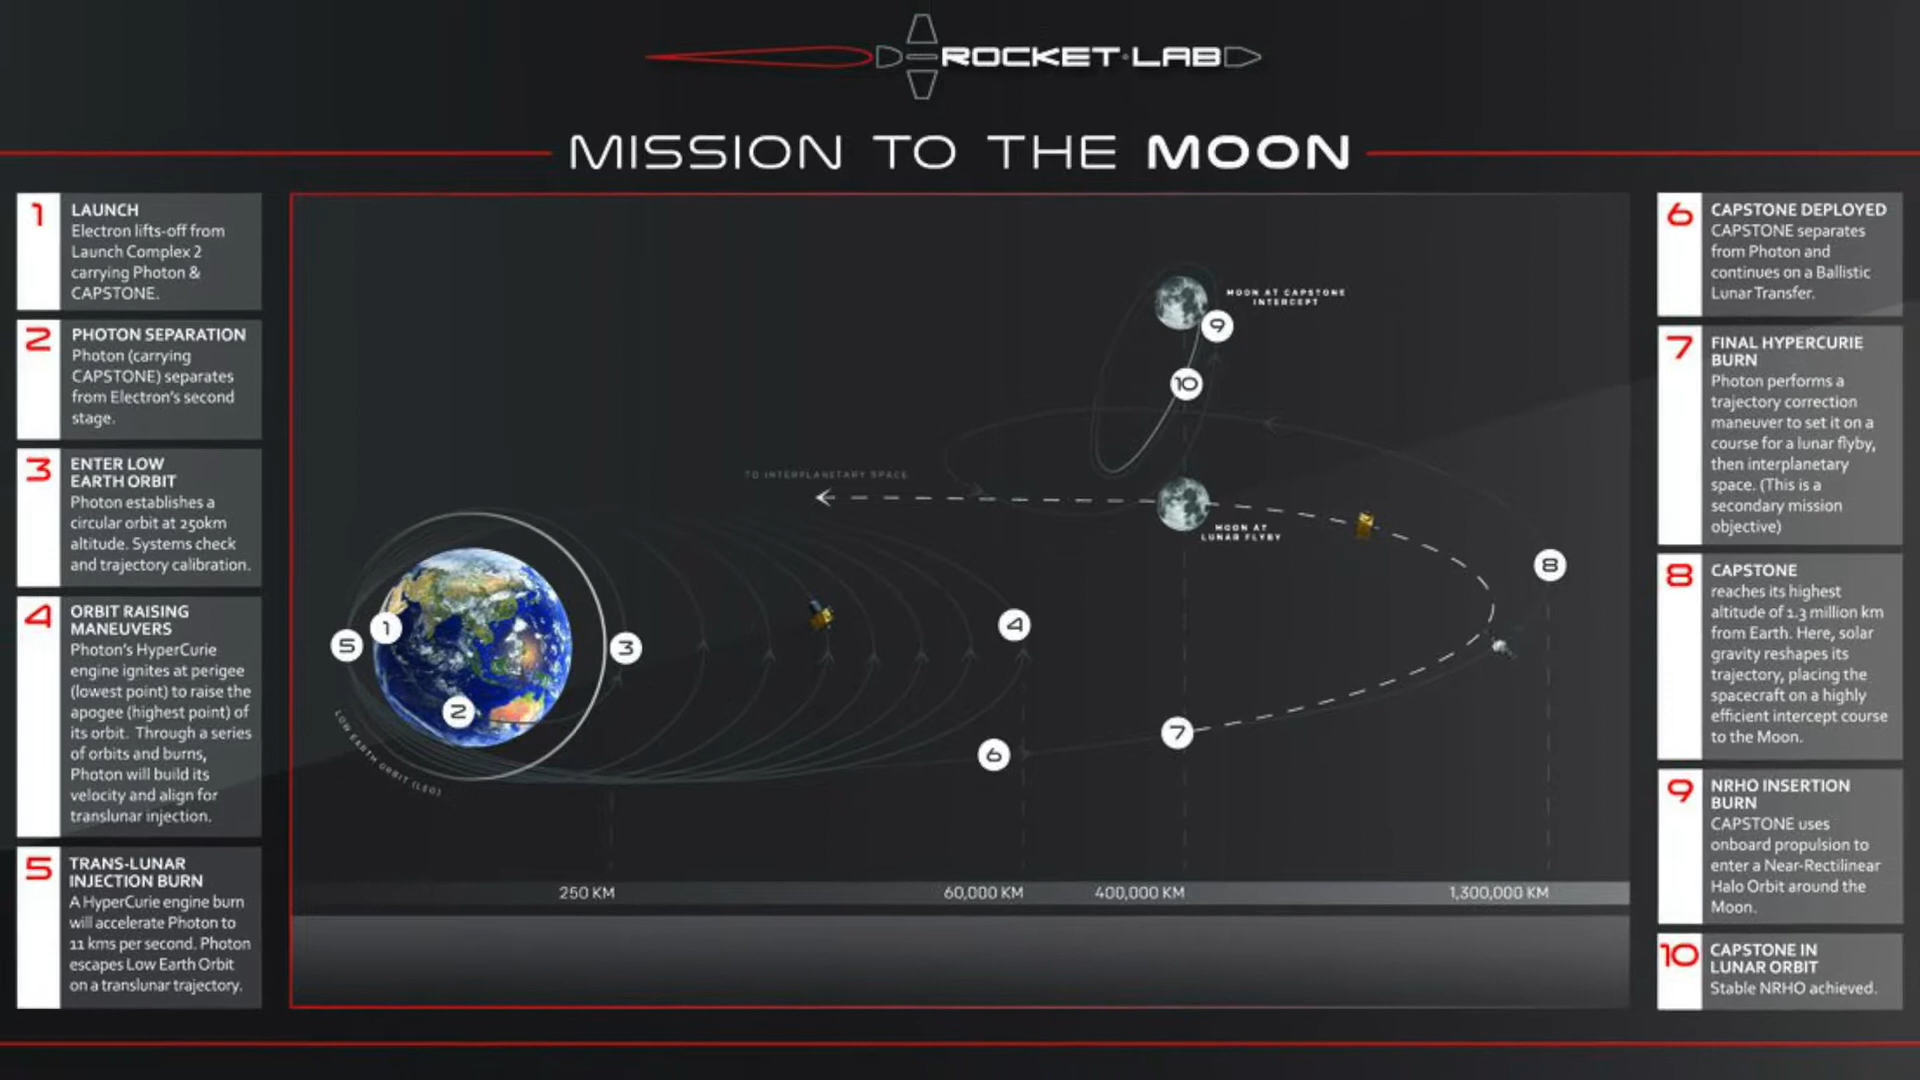 ROCKET·LAB
MISSION TO THE MOON
1
LAUNCH
Electron lifts-off from
Launch Complex 2
carrying Photon &
CAPSTONE.
2
PHOTON SEPARATION
Photon (carrying
CAPSTONE) separates
from Electron's second
stage.
3
ENTER LOW
EARTH ORBIT
Photon establishes a
circular orbit at 250km
altitude. Systems check
and trajectory calibration.
4
ORBIT RAISING
MANEUVERS
Photon's HyperCurie
engine ignites at perigee
(lowest point) to raise the
apogee (highest point) of
its orbit. Through a series
of orbits and burns,
Photon will build its
velocity and align for
translunar injection.
5
TRANS-LUNAR
INJECTION BURN
A HyperCurie engine burn
will accelerate Photon to
11 kms per second. Photon
escapes Low Earth Orbit
on a translunar trajectory.
MOON AT CAPSTONE
INTERCEPT
9
10
TO INTERPLANETARY SPACE
MOON AT
LUNAR FLYBY
8
5
1
3
4
2
7
6
LOW EARTH ORBIT (LEO)
250 KM
60,000 KM
400,000 KM
1,300,000 KM
6
CAPSTONE DEPLOYED
CAPSTONE separates
from Photon and
continues on a Ballistic
Lunar Transfer.
7
FINAL HYPERCURIE
BURN
Photon performs a
trajectory correction
maneuver to set it on a
course for a lunar flyby,
then interplanetary
space. (This is a
secondary mission
objective)
8
CAPSTONE
reaches its highest
altitude of 1.3 million km
from Earth. Here, solar
gravity reshapes its
trajectory, placing the
spacecraft on a highly
efficient intercept course
to the Moon.
9
NRHO INSERTION
BURN
CAPSTONE uses
onboard propulsion to
enter a Near-Rectilinear
Halo Orbit around the
Moon.
10
CAPSTONE IN
LUNAR ORBIT
Stable NRHO achieved.